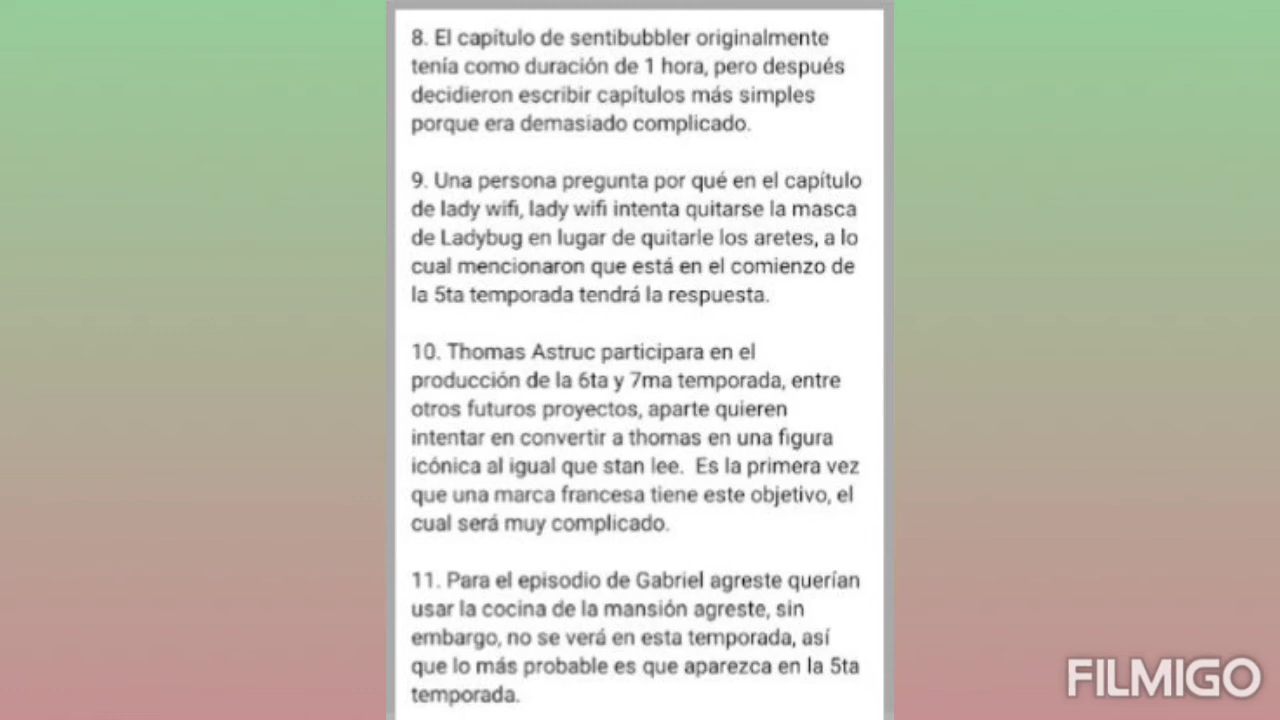 8. El capítulo de sentibubbler originalmente
tenía como duración de 1 hora, pero después
decidieron escribir capítulos más simples
porque era demasiado complicado.
9. Una persona pregunta por qué en el capítulo
de lady wifi, lady wifi intenta quitarse la masca
de Ladybug en lugar de quitarle los aretes, a lo
cual mencionaron que está en el comienzo de
la 5ta temporada tendrá la respuesta.
10. Thomas Astruc participara en el
producción de la 6ta y 7ma temporada, entre
otros futuros proyectos, aparte quieren
intentar en convertir a thomas en una figura
icónica al igual que stan lee. Es la primera vez
que una marca francesa tiene este objetivo, el
cual será muy complicado.
11. Para el episodio de Gabriel agreste querían
usar la cocina de la mansión agreste, sin
embargo, no se verá en esta temporada, así
que lo más probable es que aparezca en la 5ta
temporada.
FILMIGO